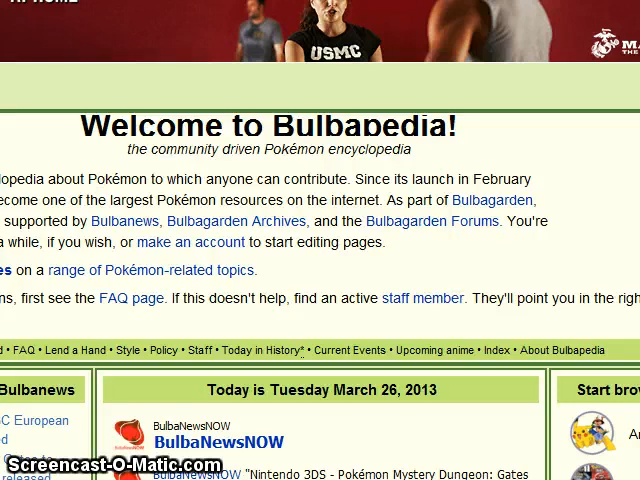 USMC
Welcome to Bulbapedia!
the community driven Pokémon encyclopedia
lopedia about Pokémon to which anyone can contribute. Since its launch in February
ecome one of the largest Pokémon resources on the internet. As part of Bulbagarden,
supported by Bulbanews, Bulbagarden Archives, and the Bulbagarden Forums. You're
a while, if you wish, or make an account to start editing pages.
es on a range of Pokémon-related topics.
ns, first see the FAQ page. If this doesn't help, find an active staff member. They'll point you in the righ
d • FAQ • Lend a Hand • Style • Policy • Staff • Today in History* • Current Events • Upcoming anime • Index • About Bulbapedia
Bulbanews
Today is Tuesday March 26, 2013
Start brow
C European
ed
BulbaNewsNOW
BulbaNewsNOW
BulbaNewsNOW "Nintendo 3DS - Pokémon Mystery Dungeon: Gates
released
Screencast-O-Matic.com